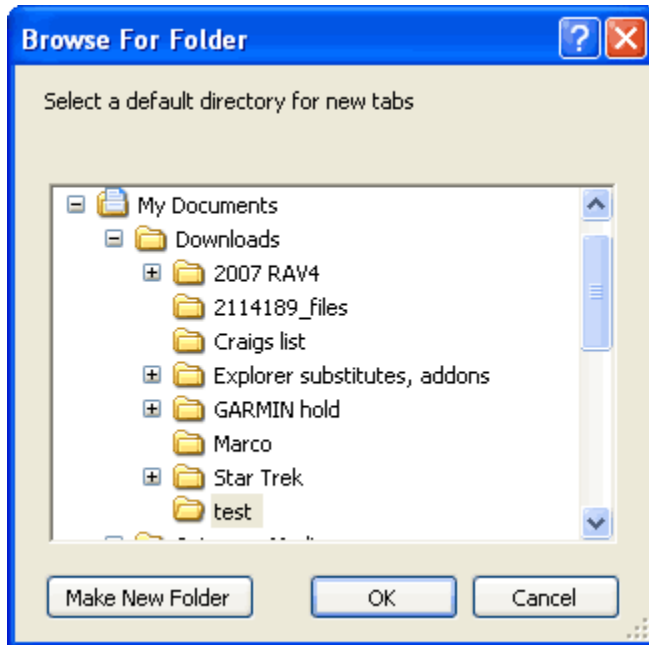 Browse For Folder
Select a default directory for new tabs
My Documents
Downloads
2007 RAV4
2114189_files
Craigs list
Explorer substitutes, addons
GARMIN hold
Marco
Star Trek
test
Make New Folder
OK
Cancel